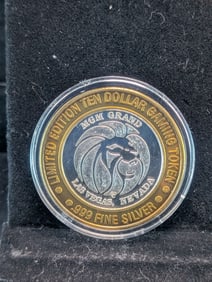 LIMITED EDITION TEN DOLLAR GAMING TOKEN
MGM GRAND
LAS VEGAS, NEVADA
.999 FINE SILVER